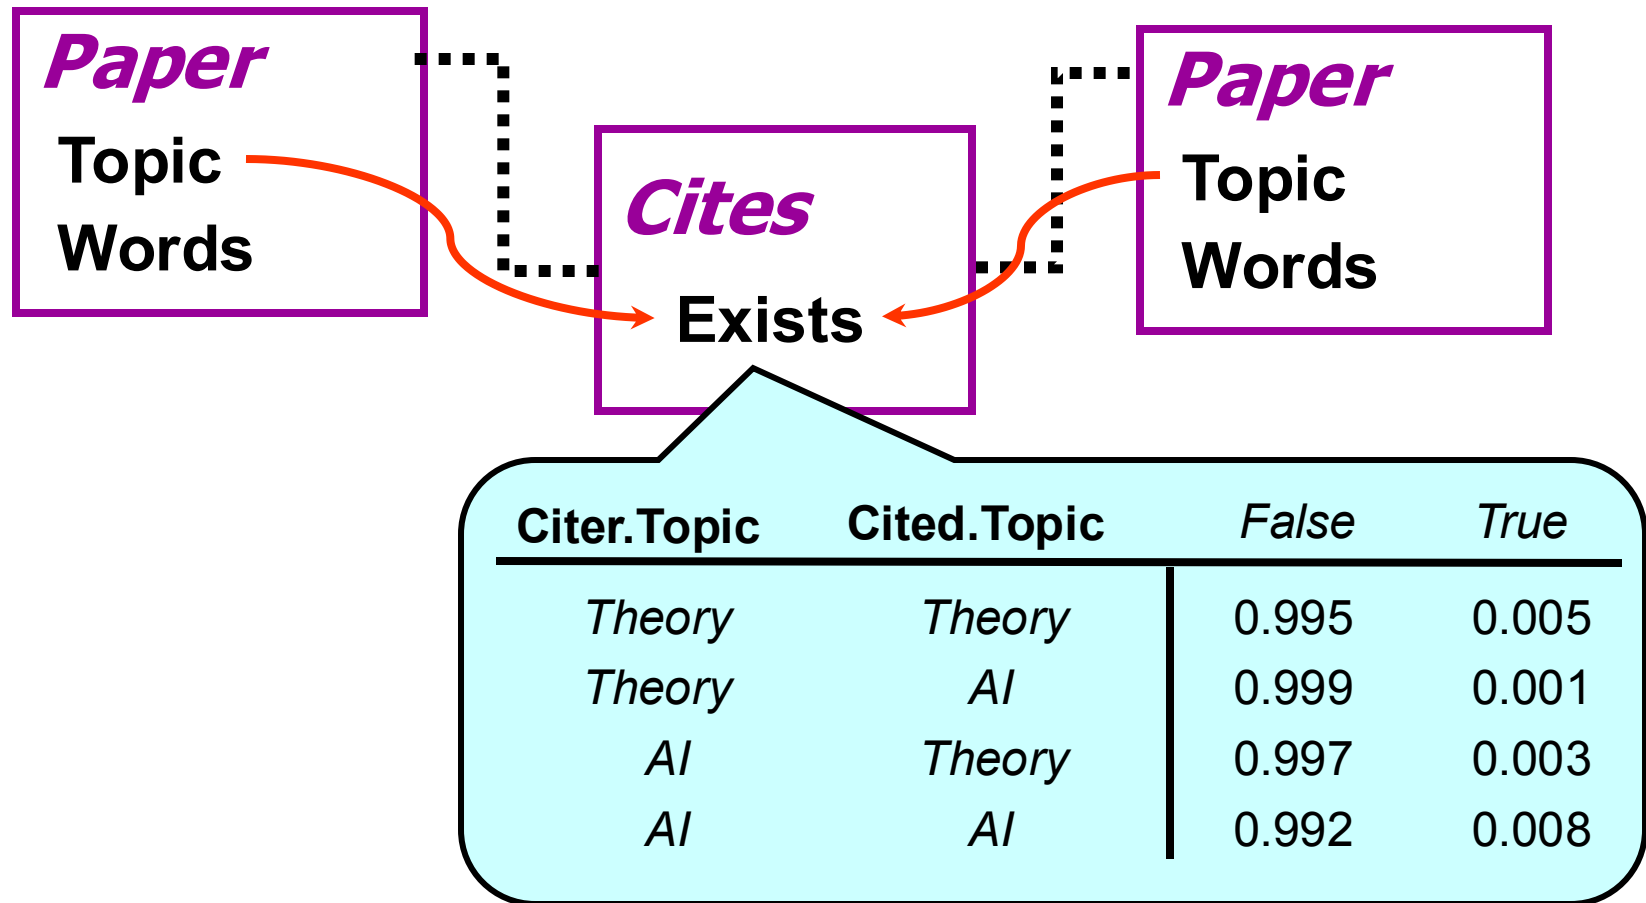 Paper
Topic
Words
Cites
Exists
Paper
Topic
Words
Citer.Topic Cited.Topic False True
Theory Theory 0.995 0.005
Theory AI 0.999 0.001
AI Theory 0.997 0.003
AI AI 0.992 0.008